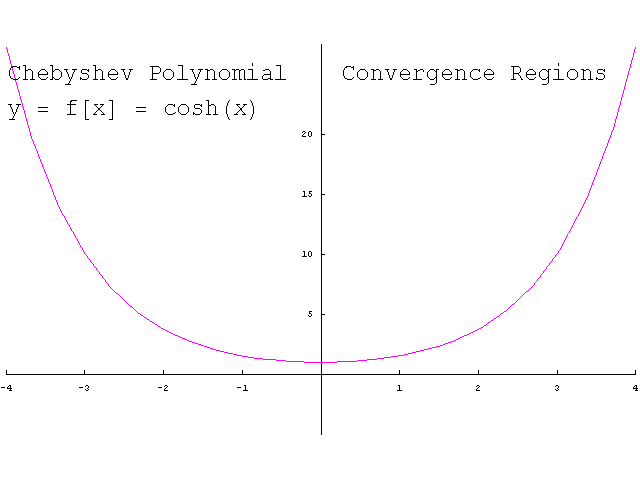 Chebyshev Polynomial Convergence Regions
y = f[x] = cosh(x)
20
15
10
5
-4 -3 -2 -1 1 2 3 4